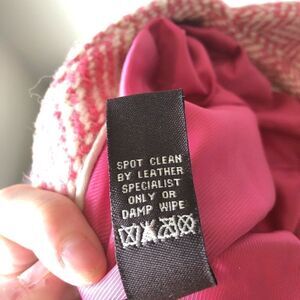 SPOT CLEAN
BY LEATHER
SPECIALIST
ONLY OR
DAMP WIPE